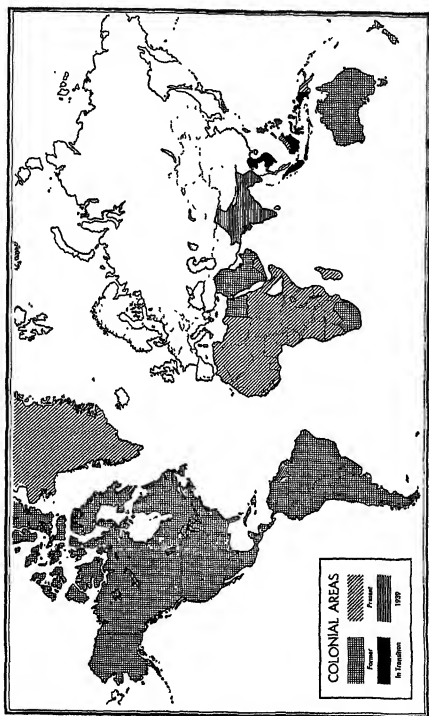 COLONIAL AREAS
Former
Present
In Transition
1939